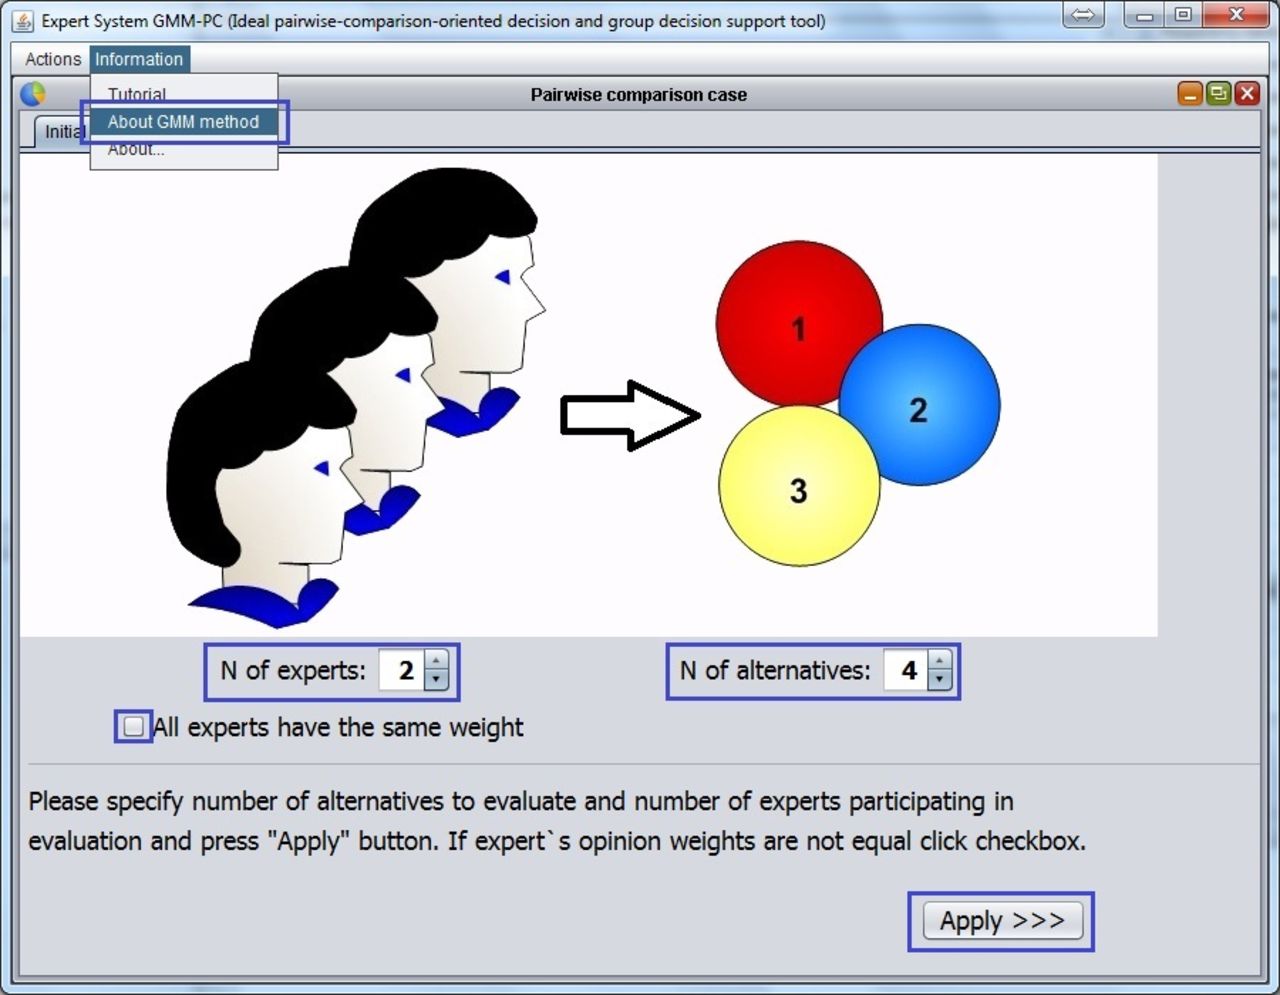 Expert System GMM-PC (Ideal pairwise-comparison-oriented decision and group decision support tool)
Actions Information
Tutorial
Pairwise comparison case
About GMM method
Initial
About...
1
2
3
N of experts: 2 N of alternatives: 4
All experts have the same weight
Please specify number of alternatives to evaluate and number of experts participating in
evaluation and press "Apply" button. If expert`s opinion weights are not equal click checkbox.
Apply >>>